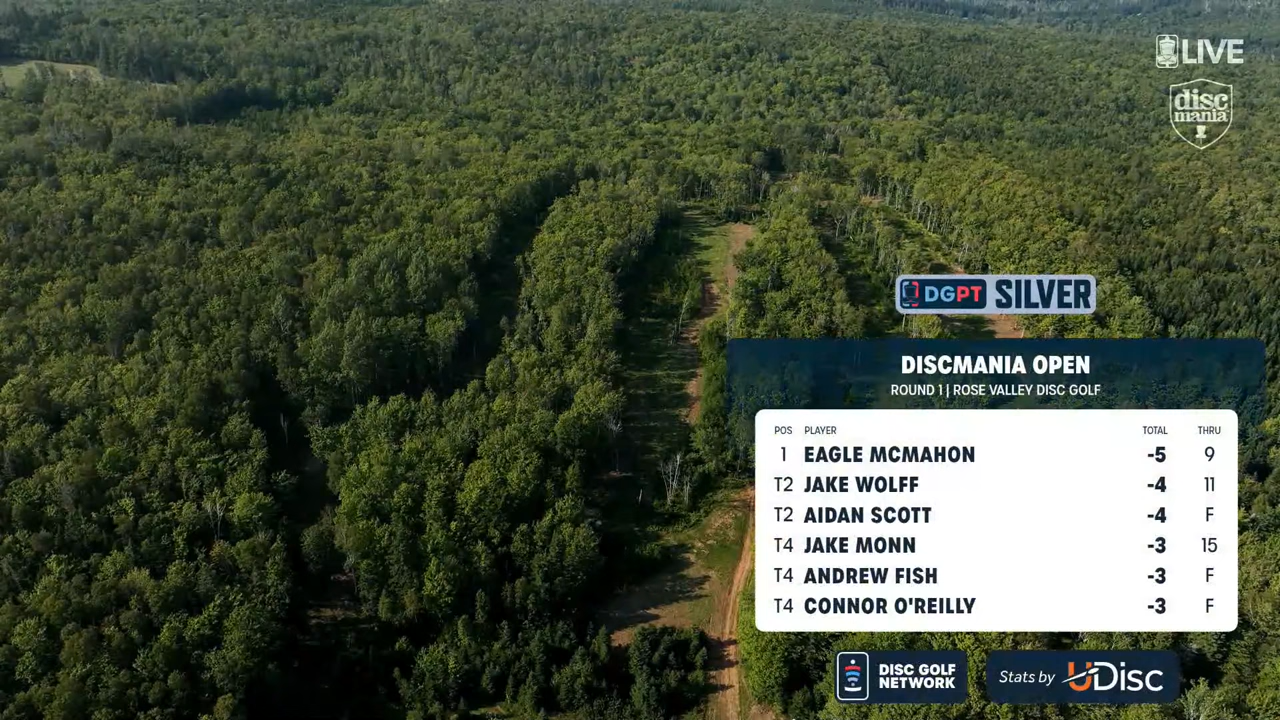 LIVE
disc
mania
DGPT SILVER
DISCMANIA OPEN
ROUND 1 | ROSE VALLEY DISC GOLF
POS PLAYER TOTAL THRU
1 EAGLE MCMAHON -5 9
T2 JAKE WOLFF -4 11
T2 AIDAN SCOTT -4 F
T4 JAKE MONN -3 15
T4 ANDREW FISH -3 F
T4 CONNOR O'REILLY -3 F
DISC GOLF
NETWORK
Stats by UDisc